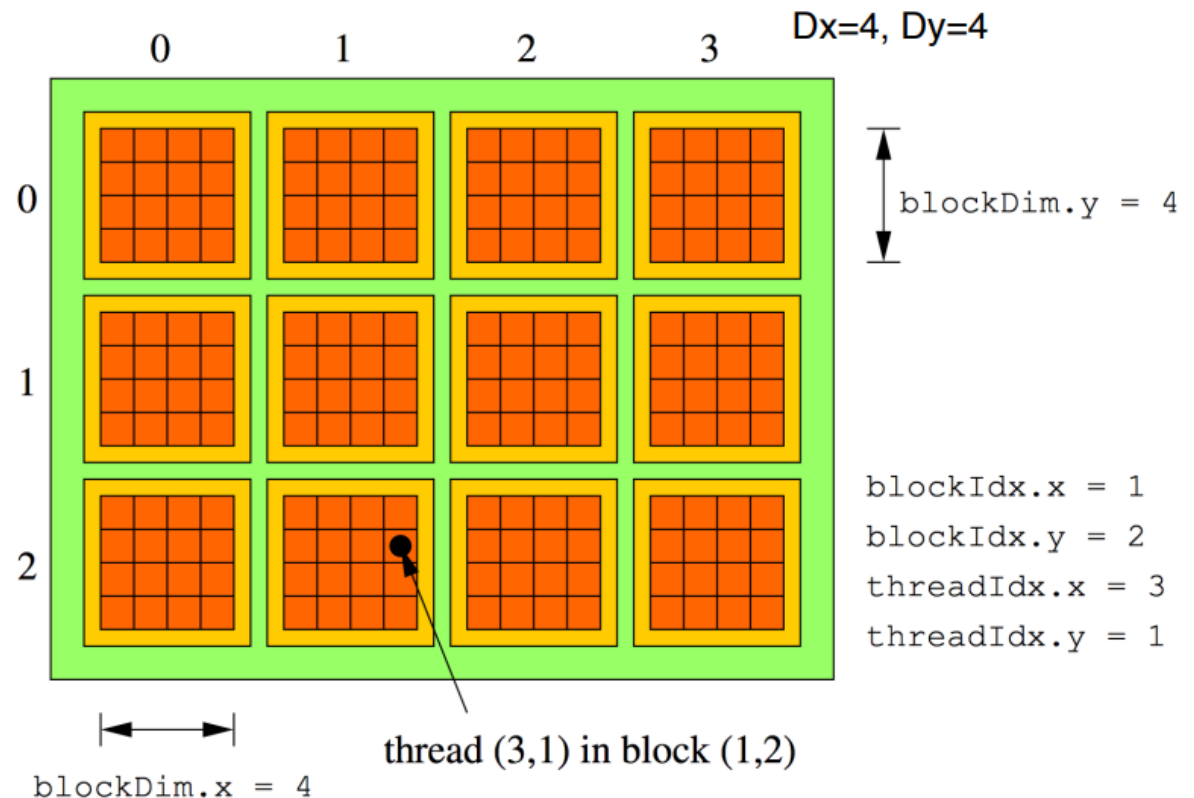 Dx=4, Dy=4
0 1 2 3
0
blockDim.y = 4
1
blockIdx.x = 1
blockIdx.y = 2
2
threadIdx.x = 3
threadIdx.y = 1
thread (3,1) in block (1,2)
blockDim.x = 4